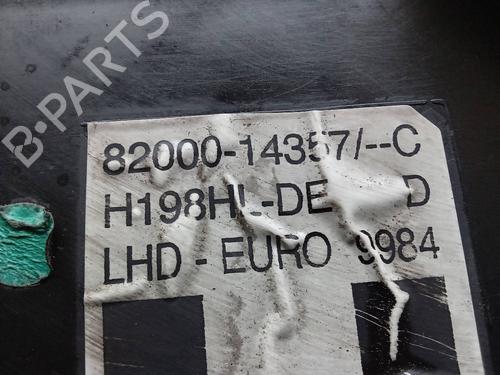 B-PARTS
82000-14357/--C
H198HL-DE D
LHD - EURO 9984